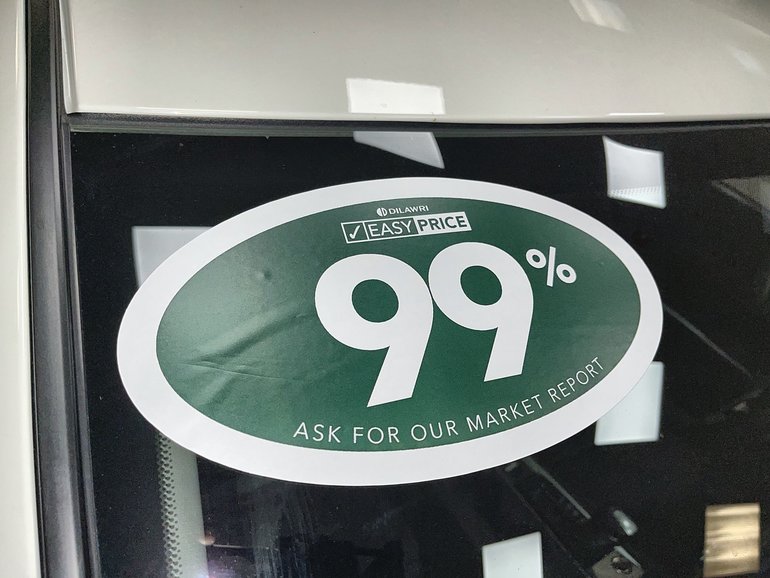 DILAWRI
✓ EASY PRICE
99%
ASK FOR OUR MARKET REPORT